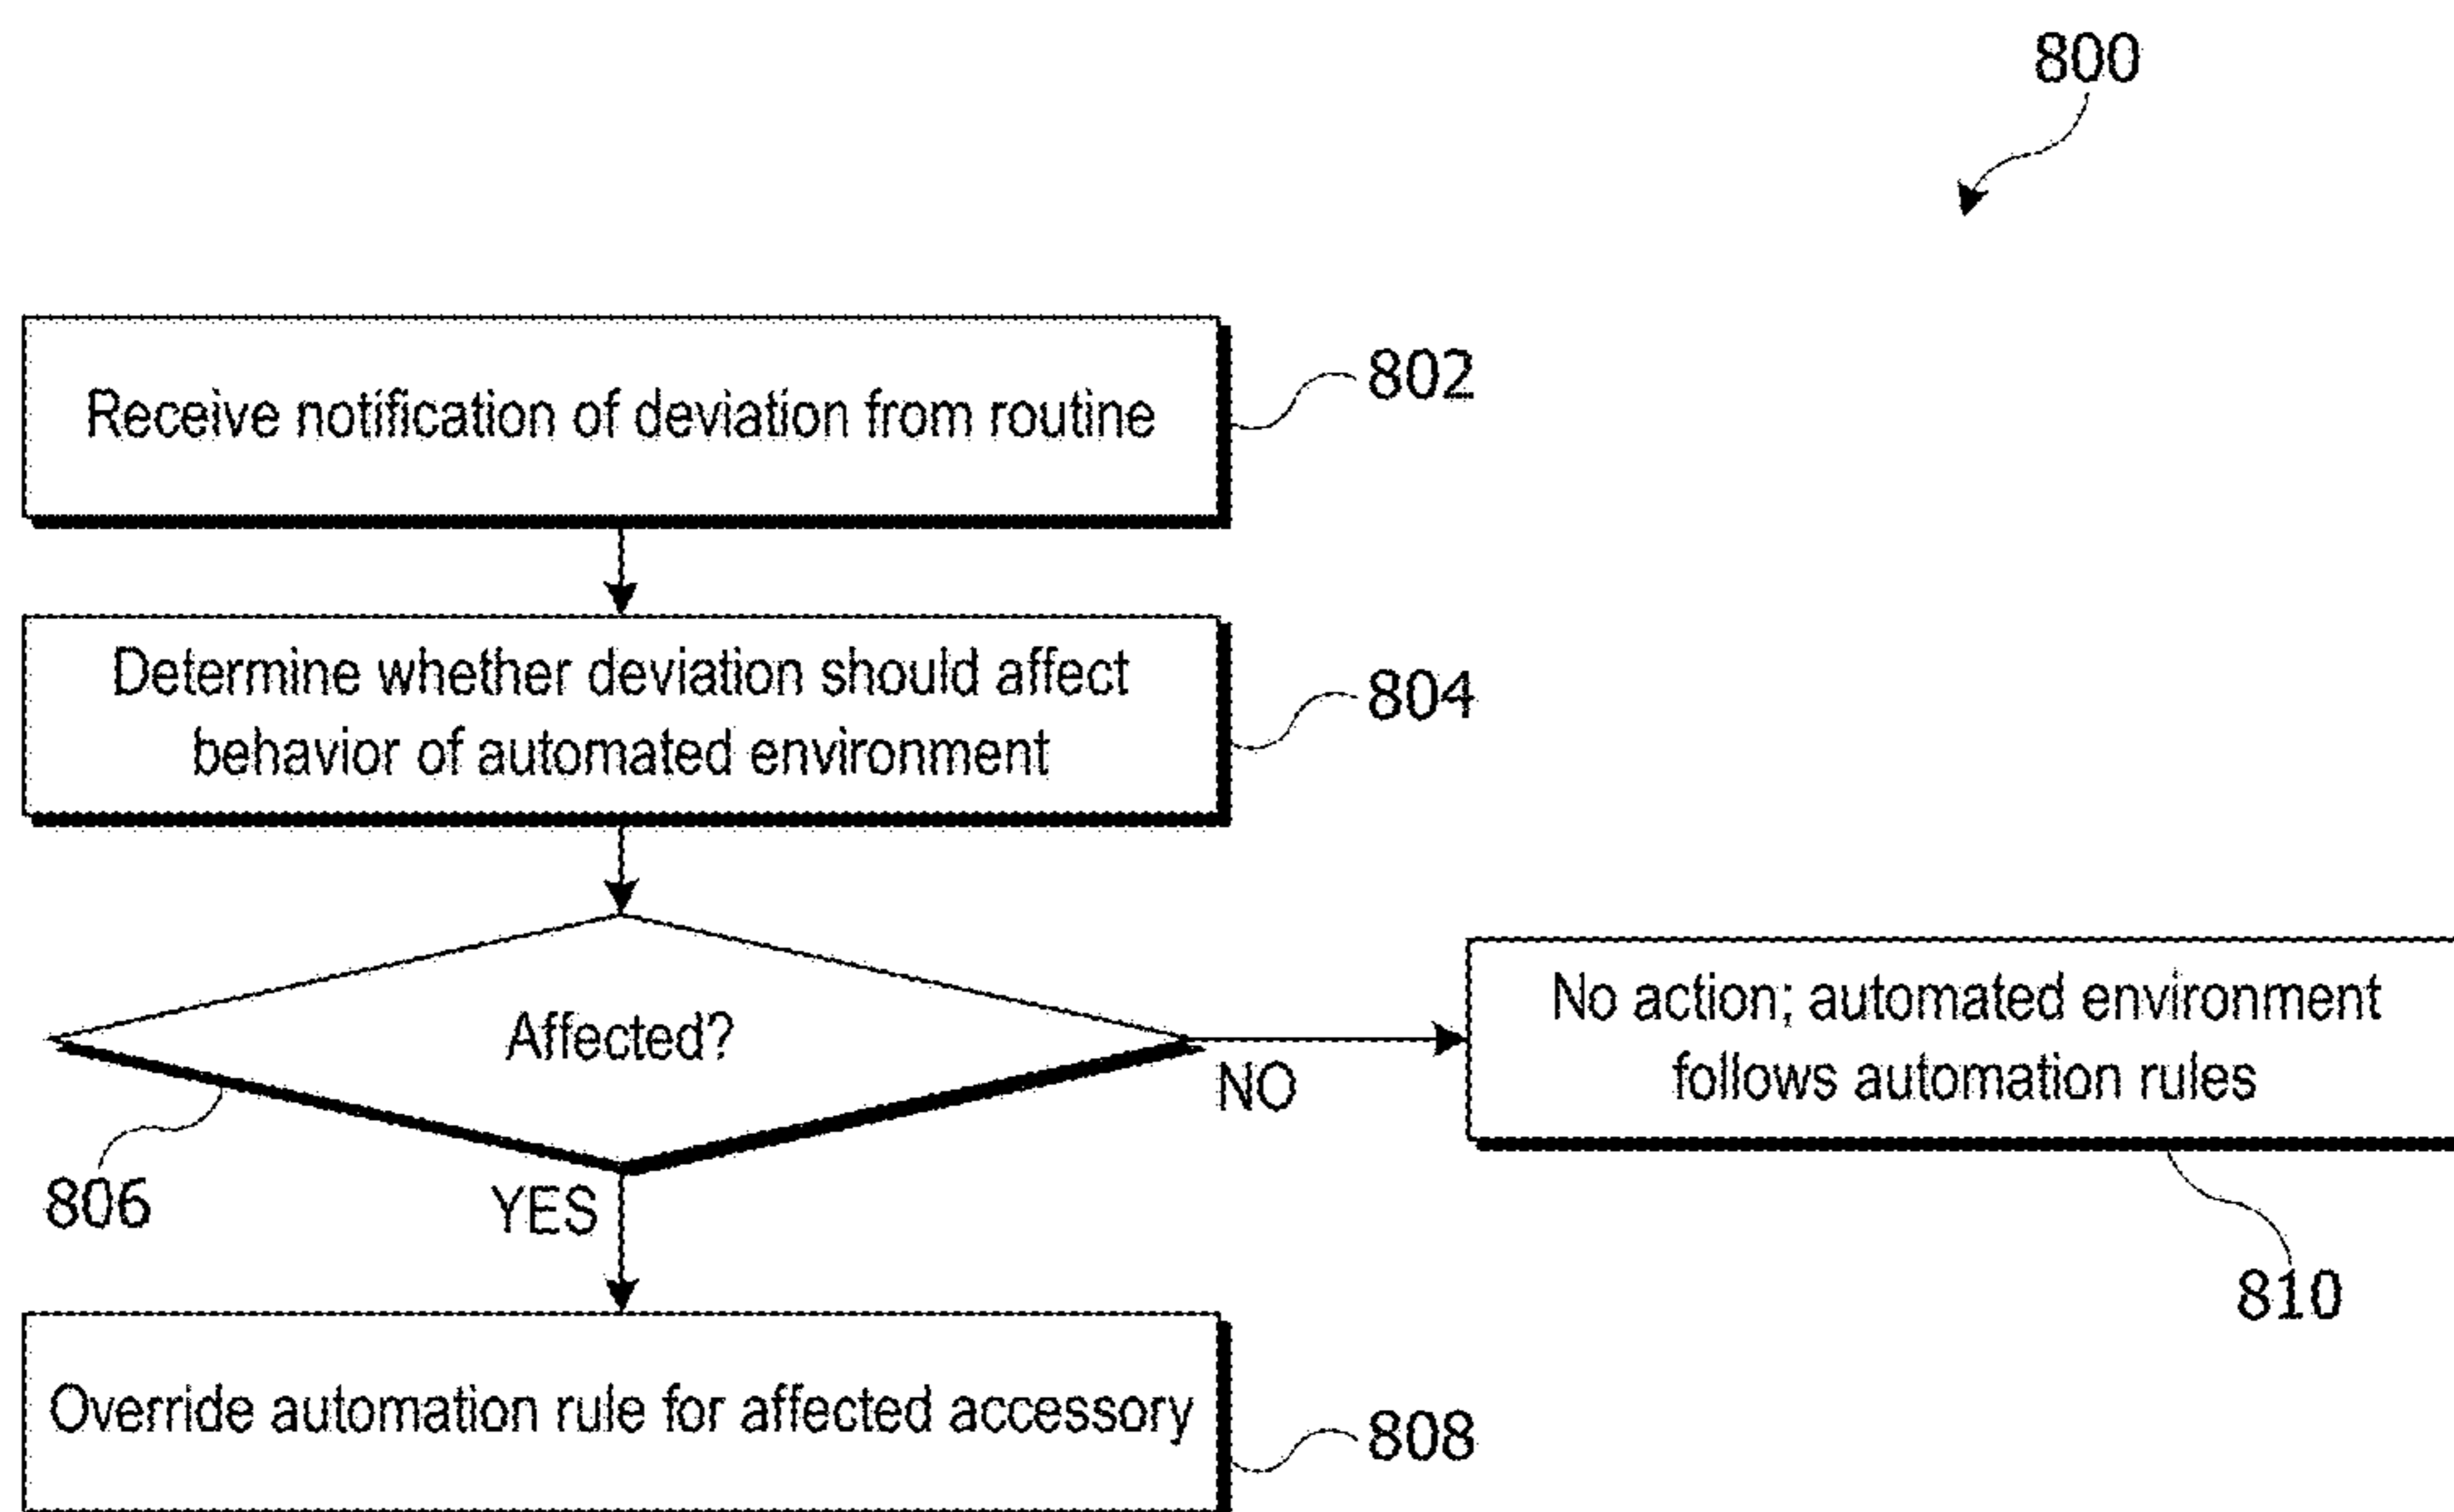 800
Receive notification of deviation from routine
802
Determine whether deviation should affect
behavior of automated environment
804
Affected?
NO
No action; automated environment
follows automation rules
806
YES
810
Override automation rule for affected accessory
808